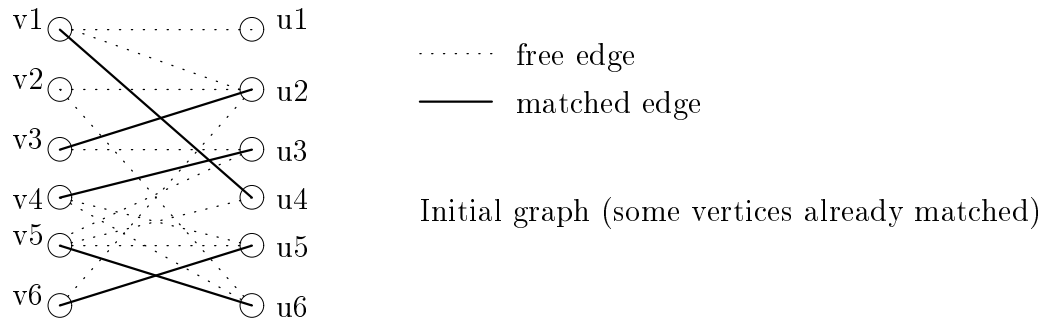 v1 u1
v2 u2
v3 u3
v4 u4
v5 u5
v6 u6
free edge
matched edge
Initial graph (some vertices already matched)